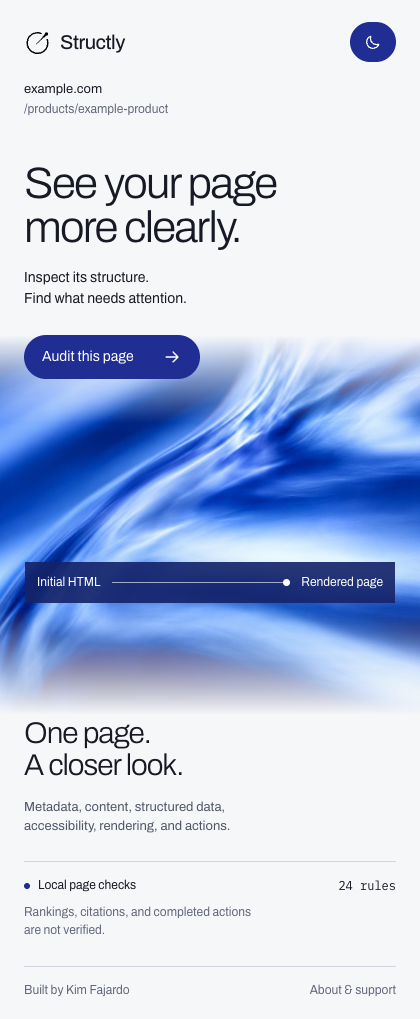 Structly
example.com
/products/example-product
See your page
more clearly.
Inspect its structure.
Find what needs attention.
Audit this page
Initial HTML
Rendered page
One page.
A closer look.
Metadata, content, structured data,
accessibility, rendering, and actions.
Local page checks
24 rules
Rankings, citations, and completed actions
are not verified.
Built by Kim Fajardo
About & support